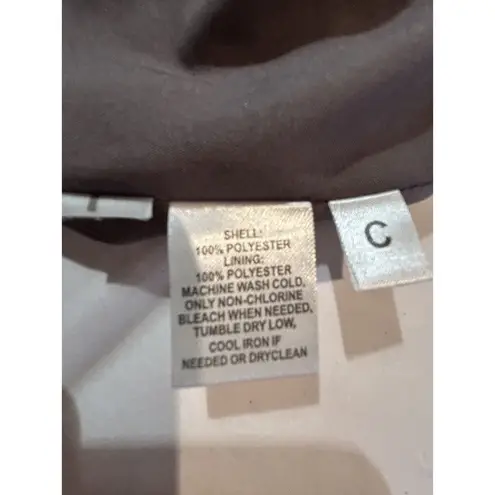 SHELL:
100% POLYESTER
LINING:
100% POLYESTER
MACHINE WASH COLD,
ONLY NON-CHLORINE
BLEACH WHEN NEEDED,
TUMBLE DRY LOW,
COOL IRON IF
NEEDED OR DRYCLEAN
C